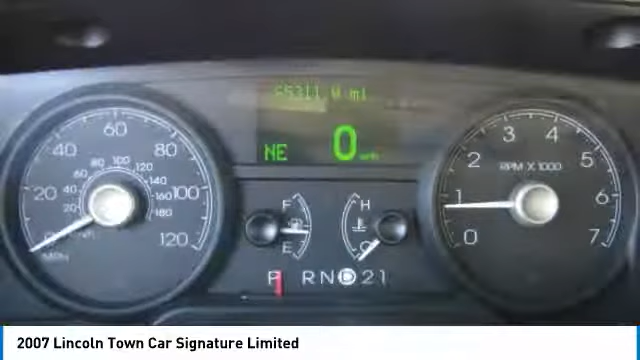 65311.0 mi
NE 0 mph
20 40 60 80 100 120
20 40 60 80 100 120 140 160 180
MPH
F
E
H
C
P R N D 2 1
0 1 2 3 4 5 6 7
RPM X 1000
2007 Lincoln Town Car Signature Limited